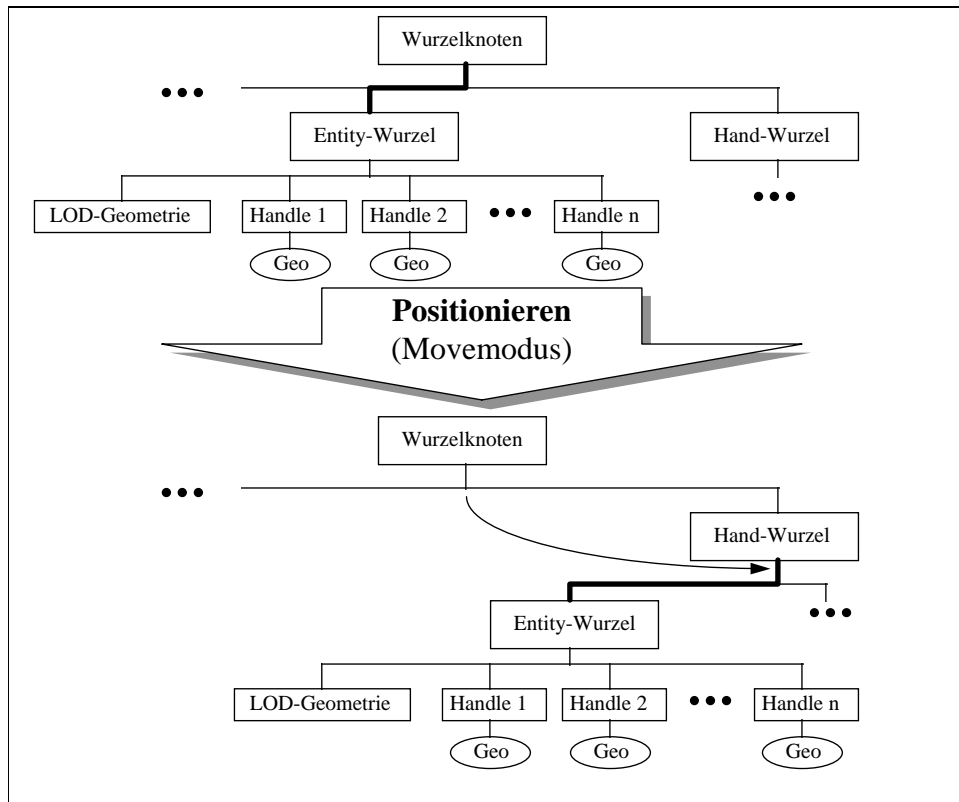 Wurzelknoten
•••
Entity-Wurzel
Hand-Wurzel
•••
LOD-Geometrie
Handle 1
Handle 2
•••
Handle n
Geo
Geo
Geo
Positionieren
(Movemodus)
Wurzelknoten
•••
Hand-Wurzel
•••
Entity-Wurzel
LOD-Geometrie
Handle 1
Handle 2
•••
Handle n
Geo
Geo
Geo